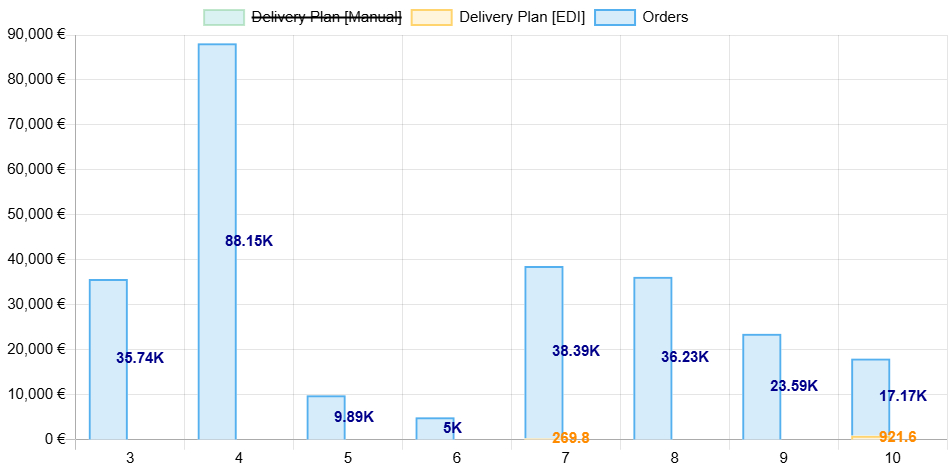 Delivery Plan [Manual] Delivery Plan [EDI] Orders
90,000 €
80,000 €
70,000 €
60,000 €
50,000 €
40,000 €
30,000 €
20,000 €
10,000 €
0 €
35.74K
88.15K
9.89K
5K
38.39K
269.8
36.23K
23.59K
17.17K
921.6
3 4 5 6 7 8 9 10